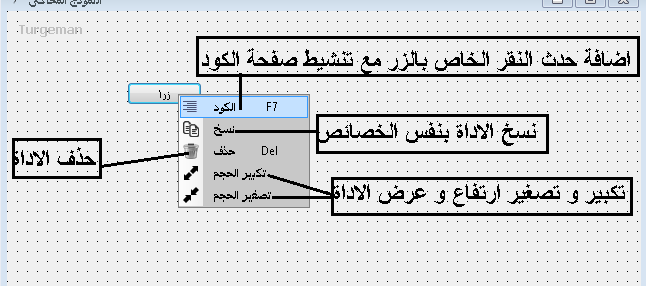 النموذج المحاكي
Turgeman
اضافة حدث النقر الخاص بالزر مع تنشيط صفحة الكود
زر1
الكود F7
نسخ
نسخ الاداة بنفس الخصائص
حذف Del
حذف الاداة
تكبير الحجم
تصغير الحجم
تكبير و تصغير ارتفاع و عرض الاداة